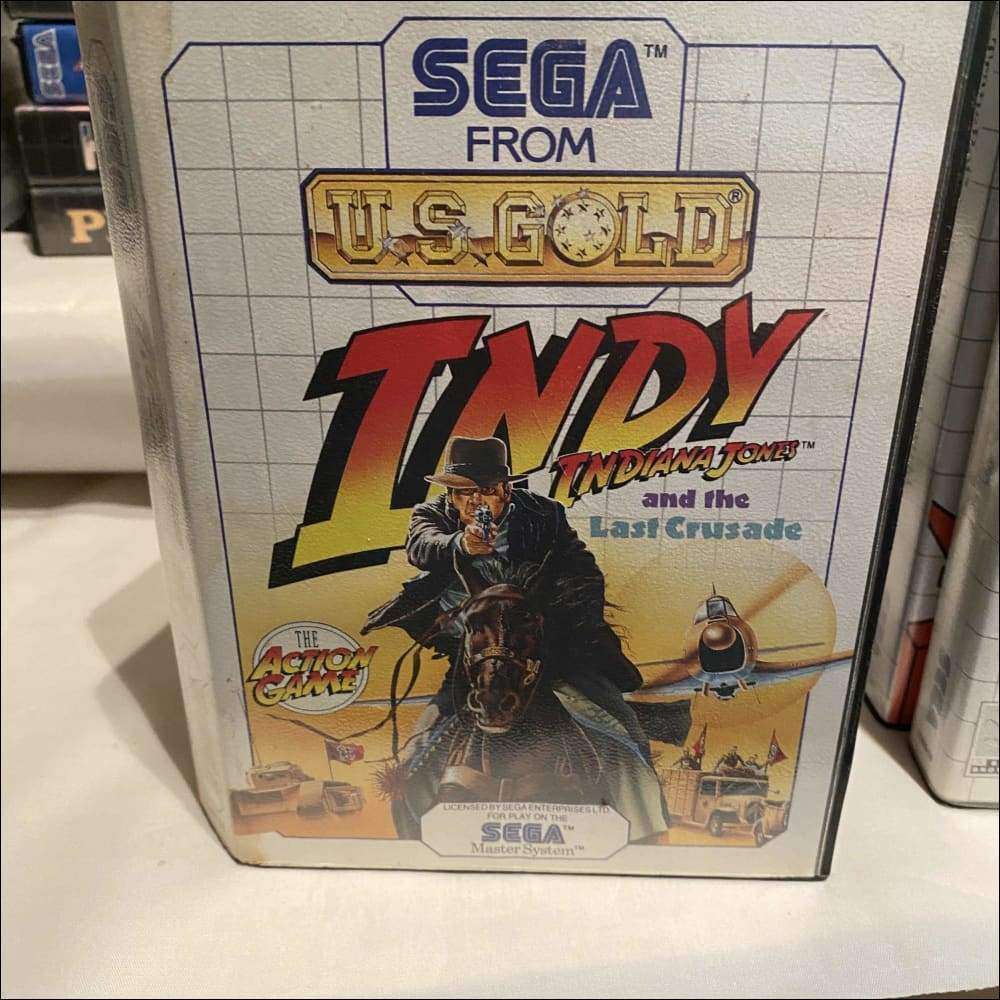 SEGA
SEGA™
FROM
U.S. GOLD®
INDY
INDIANA JONES™
and the
Last Crusade
THE
ACTION
GAME
LICENSED BY SEGA ENTERPRISES LTD.
FOR PLAY ON THE
SEGA™
Master System™